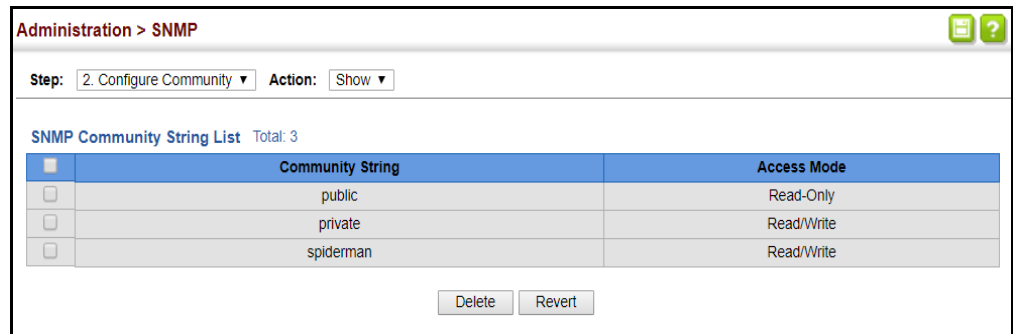 Administration > SNMP
?
Step: 2. Configure Community Action: Show
SNMP Community String List Total: 3
Community String Access Mode
public Read-Only
private Read/Write
spiderman Read/Write
Delete Revert